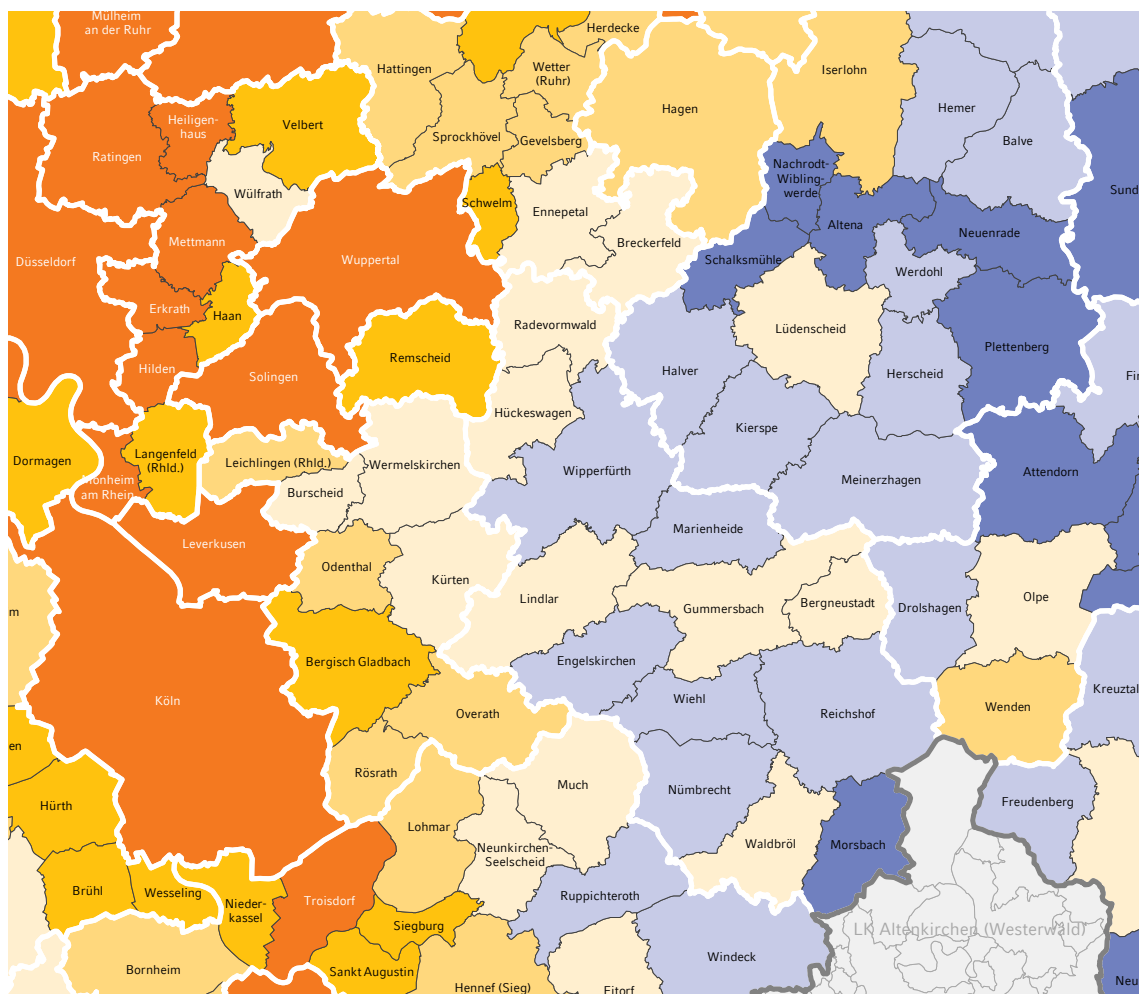 Mülheim
an der Ruhr
Herdecke
Hattingen
Wetter
(Ruhr)
Iserlohn
Hagen
Hemer
Heiligen-
haus
Velbert
Sprockhövel
Gevelsberg
Balve
Ratingen
Nachrodt-
Wibling-
werde
Wülfrath
Schwelm
Ennepetal
Sund
Altena
Neuenrade
Mettmann
Breckerfeld
Düsseldorf
Wuppertal
Schalksmühle
Werdohl
Erkrath
Haan
Radevormwald
Lüdenscheid
Plettenberg
Remscheid
Hilden
Solingen
Halver
Herscheid
Fin
Hückeswagen
Kierspe
Dormagen
Langenfeld
(Rhld.)
Leichlingen (Rhld.)
Wermelskirchen
Wipperfürth
Attendorn
Monheim
am Rhein
Burscheid
Meinerzhagen
Marienheide
Leverkusen
Odenthal
Kürten
Lindlar
Gummersbach
Bergneustadt
Drolshagen
Olpe
m
Bergisch Gladbach
Engelskirchen
Kreuztal
Köln
Wiehl
Overath
Reichshof
Wenden
en
Rösrath
Much
Nümbrecht
Freudenberg
Hürth
Lohmar
Neunkirchen-
Seelscheid
Waldbröl
Morsbach
Brühl
Wesseling
Nieder-
kassel
Troisdorf
Ruppichteroth
Siegburg
LK Altenkirchen (Westerwald)
Windeck
Bornheim
Sankt Augustin
Hennef (Sieg)
Eitorf
Neu